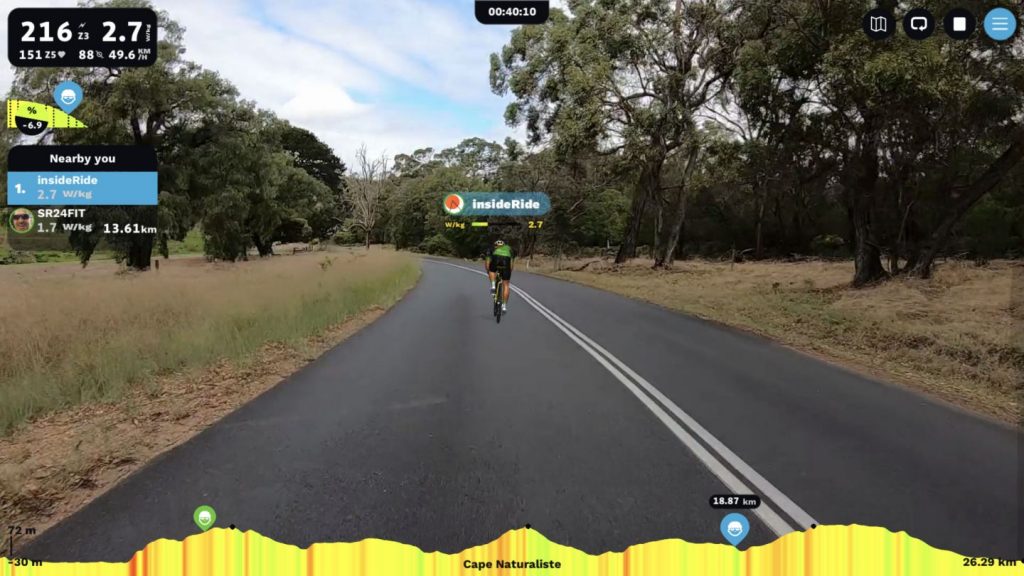 216 Z3 2.7 W/kg
151 Z5 88 49.6 KM/H
00:40:10
%
-6.9
Nearby you
1. insideRide
2.7 W/kg
SR24FIT
1.7 W/kg 13.61km
insideRide
W/kg 2.7
18.87 km
72 m
-30 m
Cape Naturaliste
26.29 km